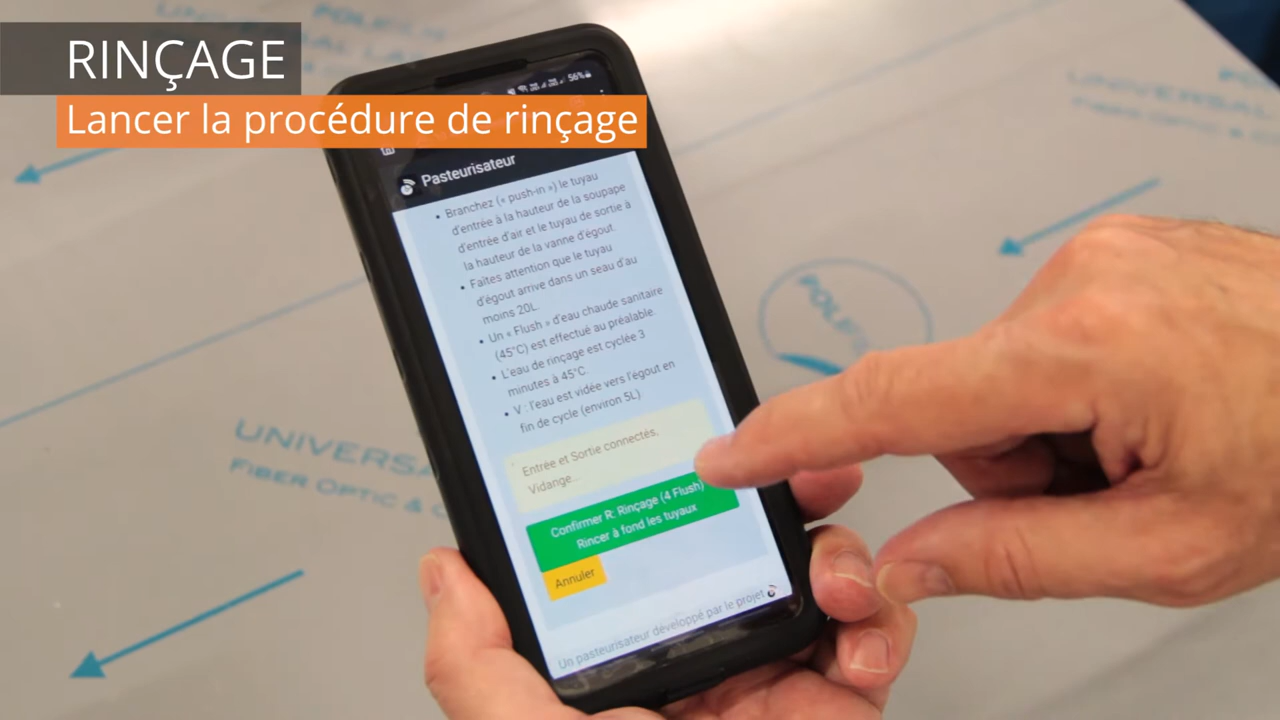 RINÇAGE
Lancer la procédure de rinçage
56%
Pasteurisateur
• Branchez (« push-in ») le tuyau
d'entrée à la hauteur de la soupape
d'entrée d'air et le tuyau de sortie à
la hauteur de la vanne d'égout.
• Faites attention que le tuyau
d'égout arrive dans un seau d'au
moins 20L.
• Un « Flush » d'eau chaude sanitaire
(45°C) est effectué au préalable.
• L'eau de rinçage est cyclée 3
minutes à 45°C.
• V : l'eau est vidée vers l'égout en
fin de cycle (environ 5L)
Entrée et Sortie connectés,
Vidange...
Confirmer R: Rinçage (4 Flush)
Rincer à fond les tuyaux
Annuler
Un pasteurisateur développé par le projet
UNIVERSAL
UNIVERSAL
FIBER OPTIC &
UNIVERSA
FIBER OPTIC &